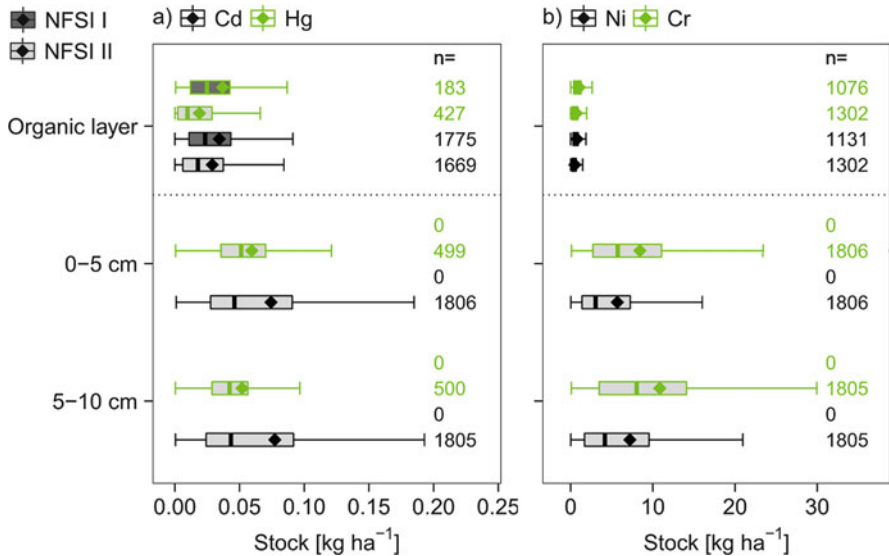 NFSI I
NFSI II
a) Cd Hg
b) Ni Cr
n=
n=
Organic layer
183
427
1775
1669
1076
1302
1131
1302
0−5 cm
0
499
0
1806
0
1806
0
1806
5−10 cm
0
500
0
1805
0
1805
0
1805
0.00 0.05 0.10 0.15 0.20 0.25
0 10 20 30
Stock [kg ha⁻¹]
Stock [kg ha⁻¹]